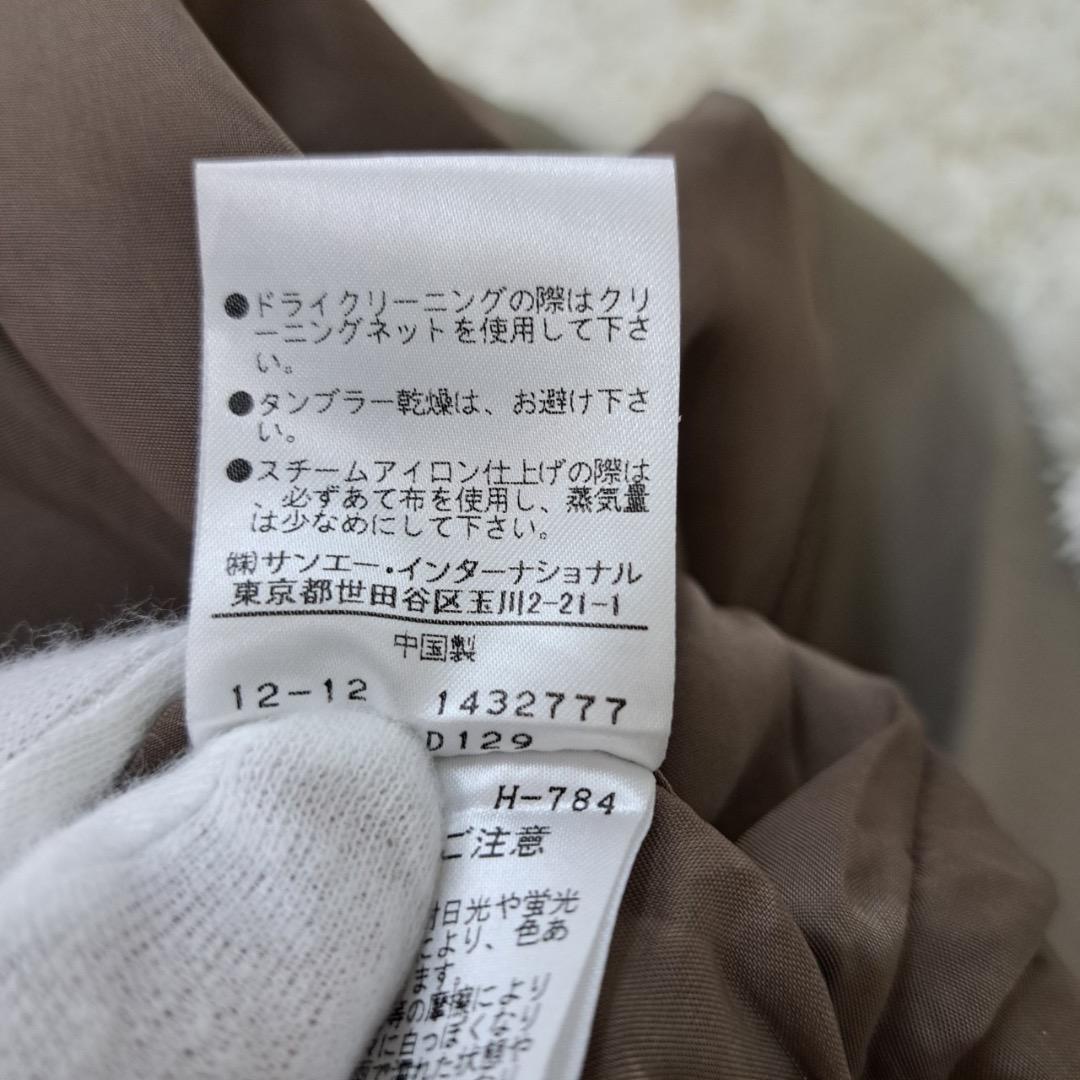 ●ドライクリーニングの際はクリ
ーニングネットを使用して下さ
い。
●タンブラー乾燥は、お避け下さ
い。
●スチームアイロン仕上げの際は
、必ずあて布を使用し、蒸気量
は少なめにして下さい。
㈱サンエー・インターナショナル
東京都世田谷区玉川2-21-1
中国製
12-12 1432777
D129
H-784
ご注意
日光や蛍光
により、色あ
ます。
の摩擦により
に白っぽくなり
濡れた状態や